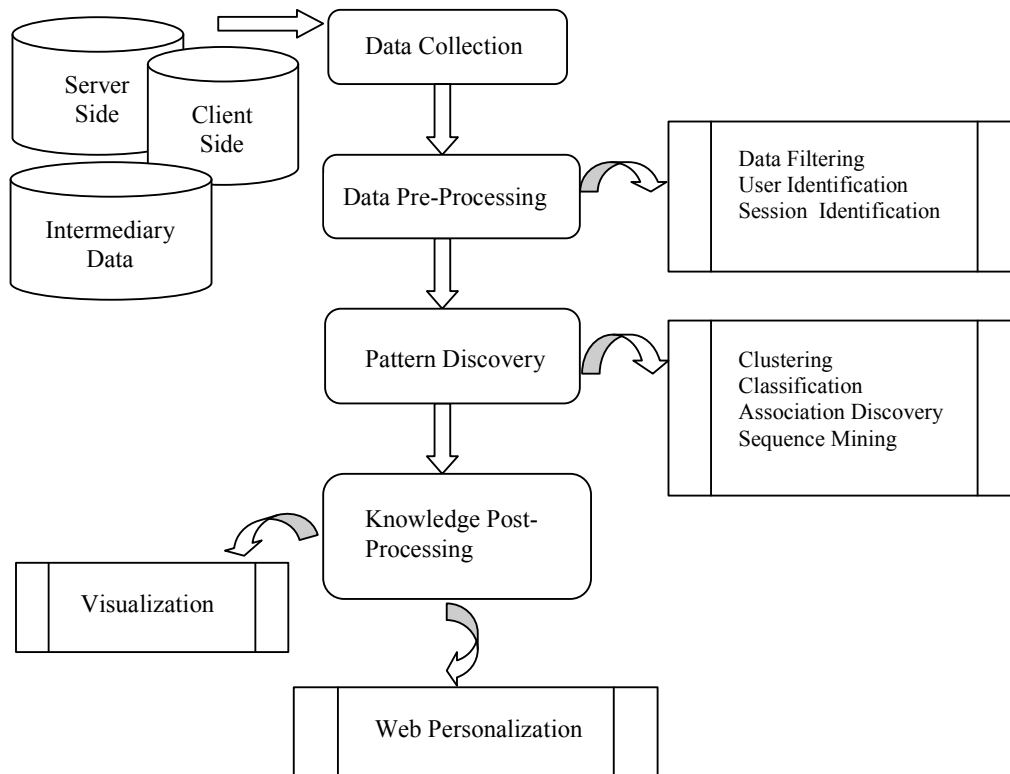 Data Collection
Server
Side
Client
Side
Intermediary
Data
Data Pre-Processing
Data Filtering
User Identification
Session  Identification
Pattern Discovery
Clustering
Classification
Association Discovery
Sequence Mining
Knowledge Post-
Processing
Visualization
Web Personalization